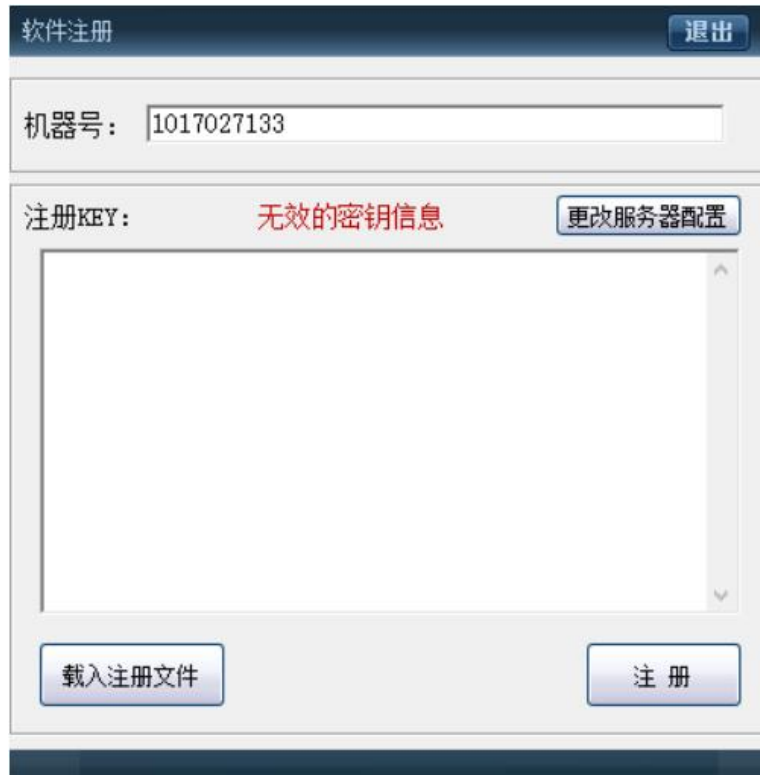 软件注册
退出
机器号：
1017027133
注册KEY：
无效的密钥信息
更改服务器配置
载入注册文件
注 册